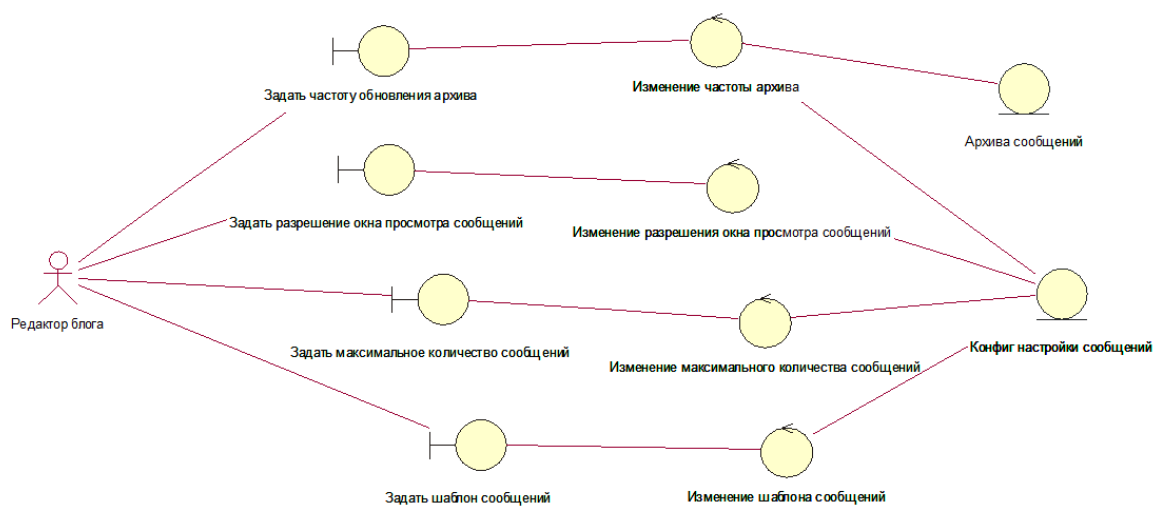 Задать частоту обновления архива
Изменение частоты архива
Архива сообщений
Задать разрешение окна просмотра сообщений
Изменение разрешения окна просмотра сообщений
Редактор блога
Задать максимальное количество сообщений
Изменение максимального количества сообщений
Конфиг настройки сообщений
Задать шаблон сообщений
Изменение шаблона сообщений